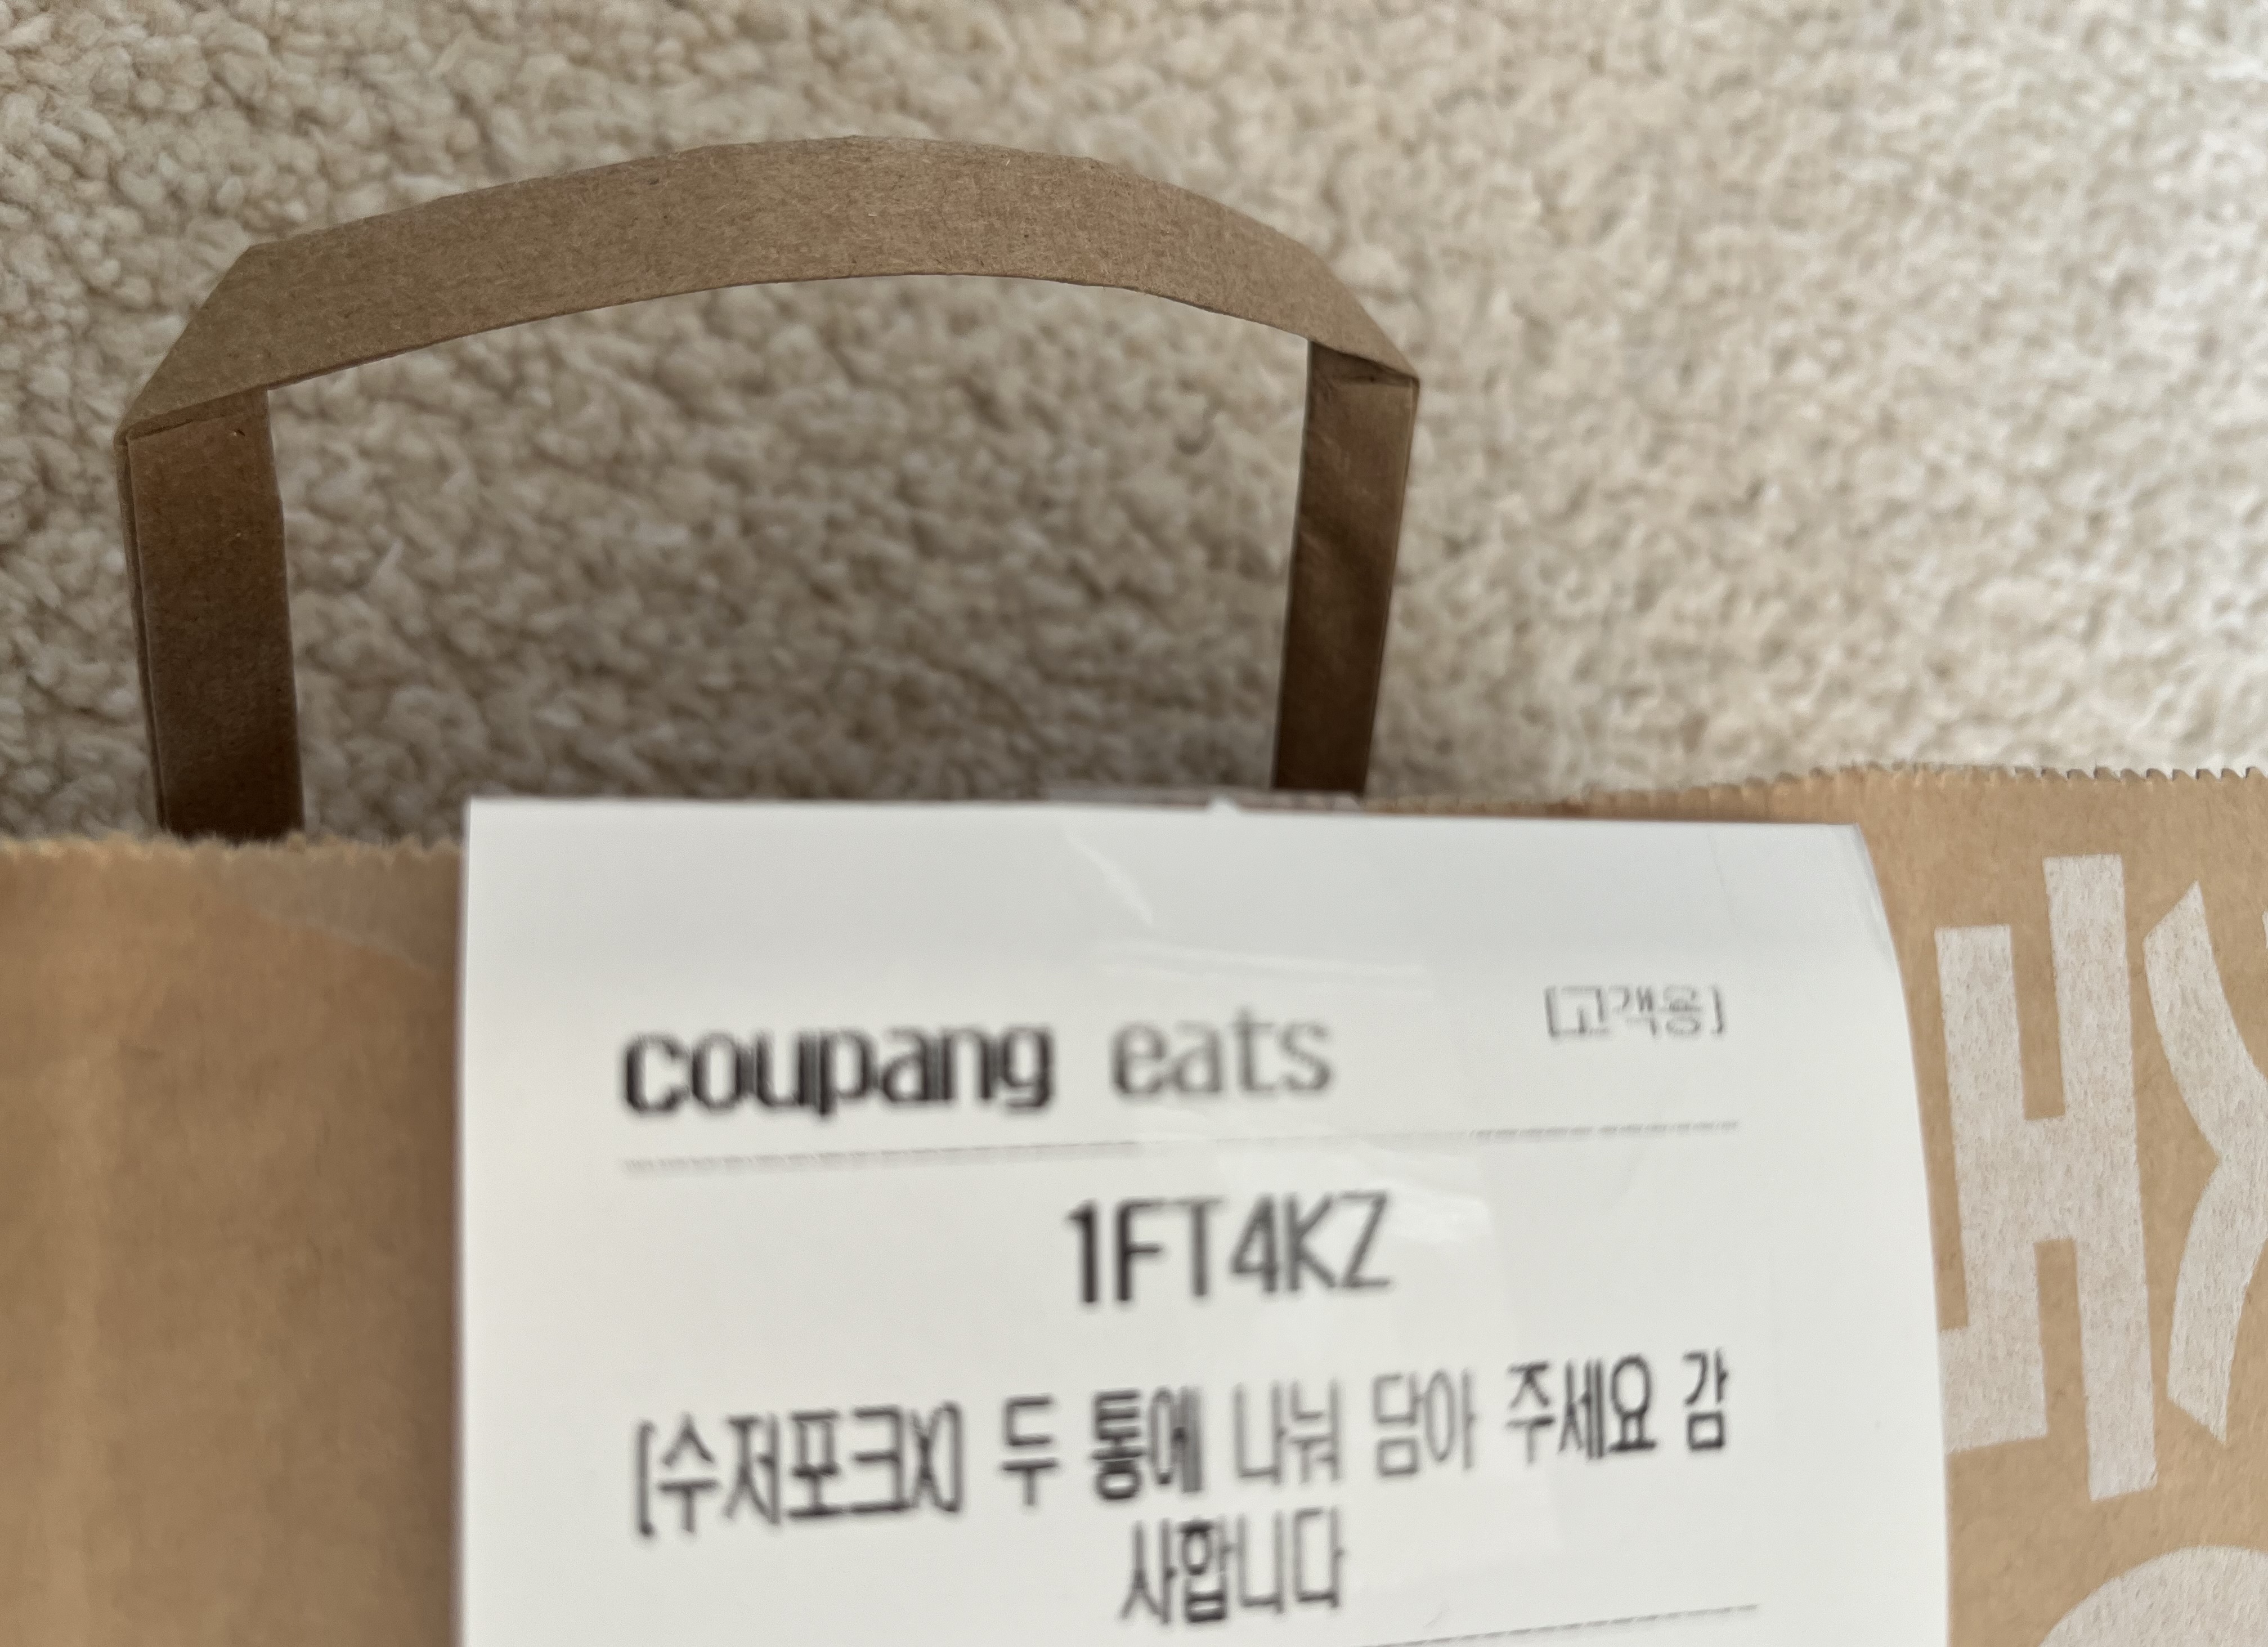 coupang eats
[고객용]
1FT4KZ
[수저포크X] 두 통에 나눠 담아 주세요 감
사합니다